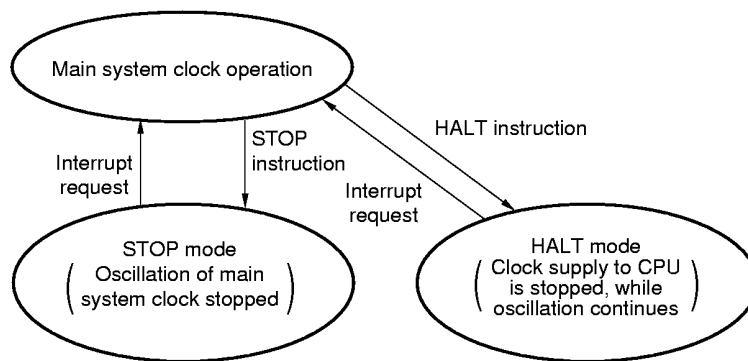 Main system clock operation
STOP
instruction
HALT instruction
Interrupt
request
Interrupt
request
STOP mode
( Oscillation of main
system clock stopped )
HALT mode
( Clock supply to CPU
is stopped, while
oscillation continues )